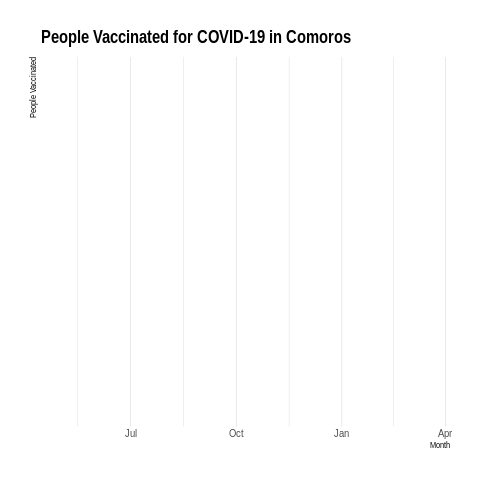 People Vaccinated for COVID-19 in Comoros
People Vaccinated
Jul Oct Jan Apr
Month